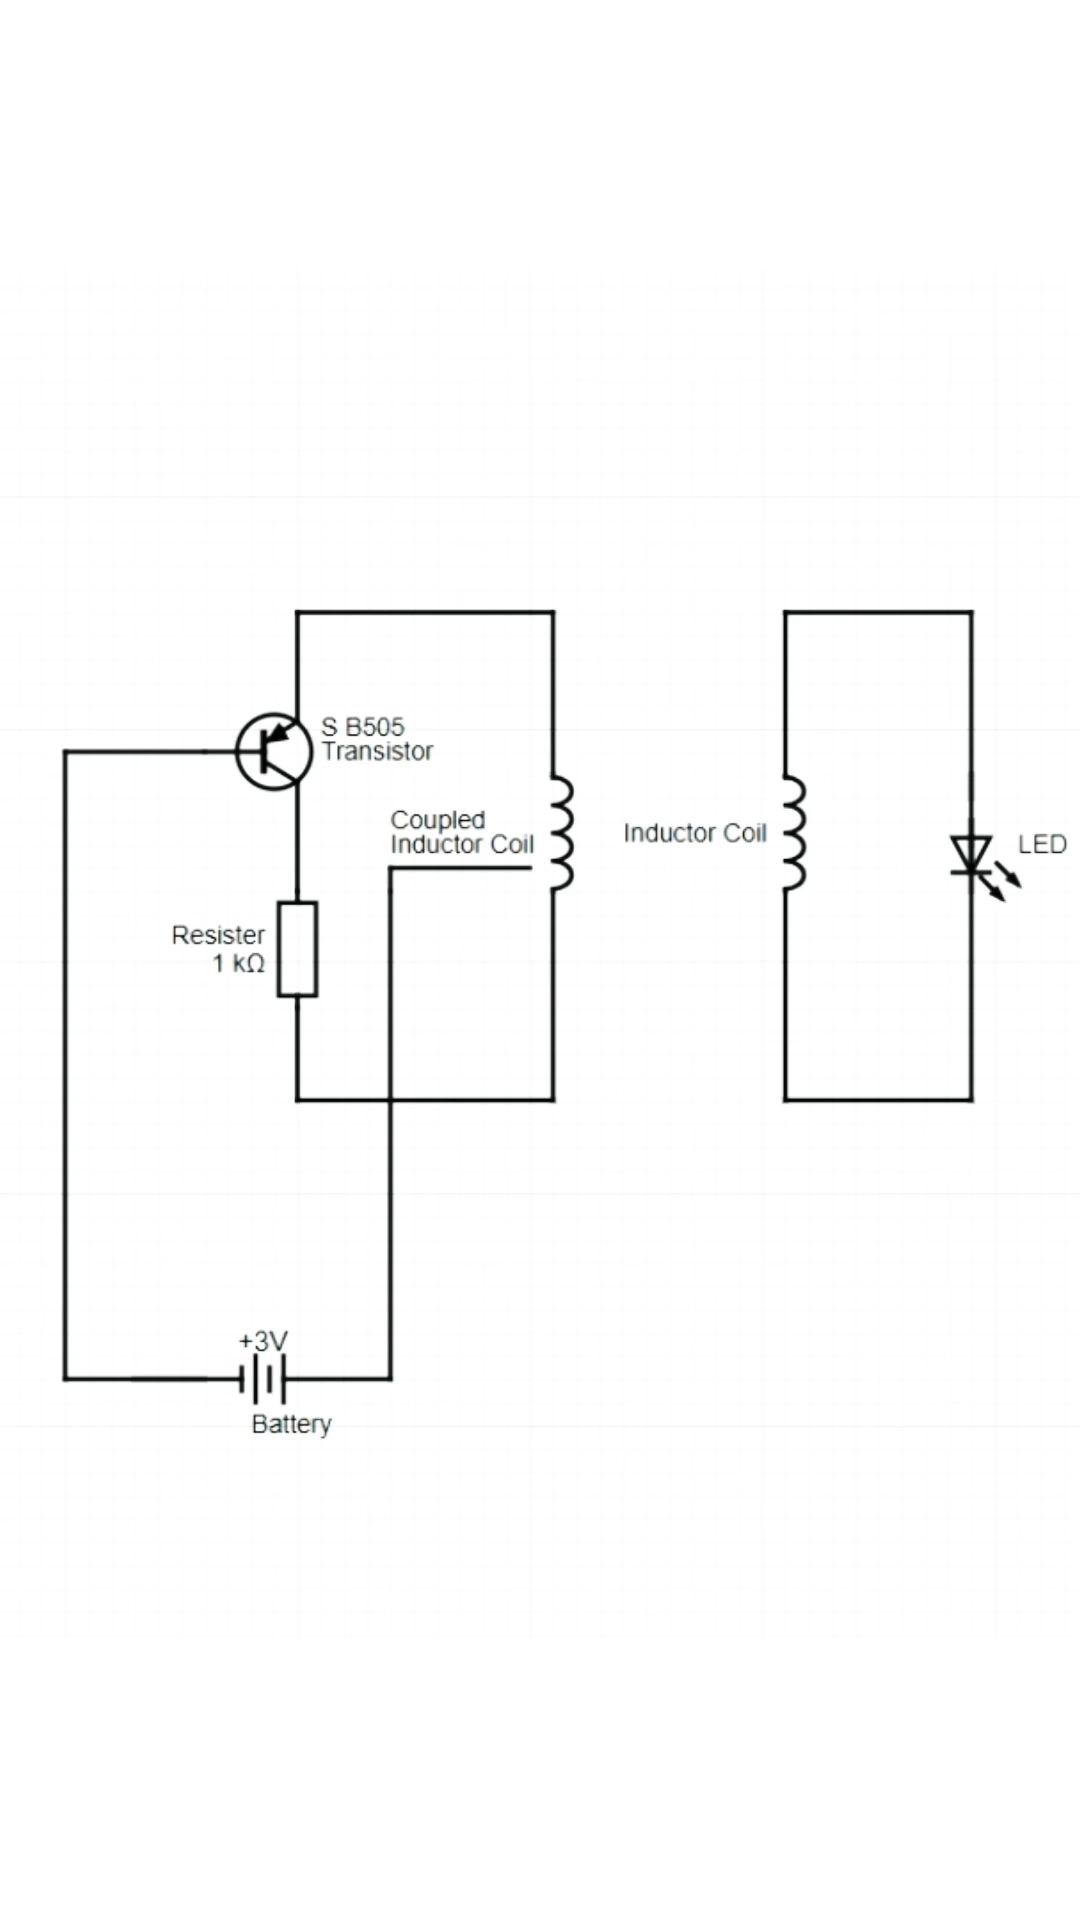 S B505
Transistor
Coupled
Inductor Coil
Inductor Coil
LED
Resister
1 kΩ
+3V
Battery